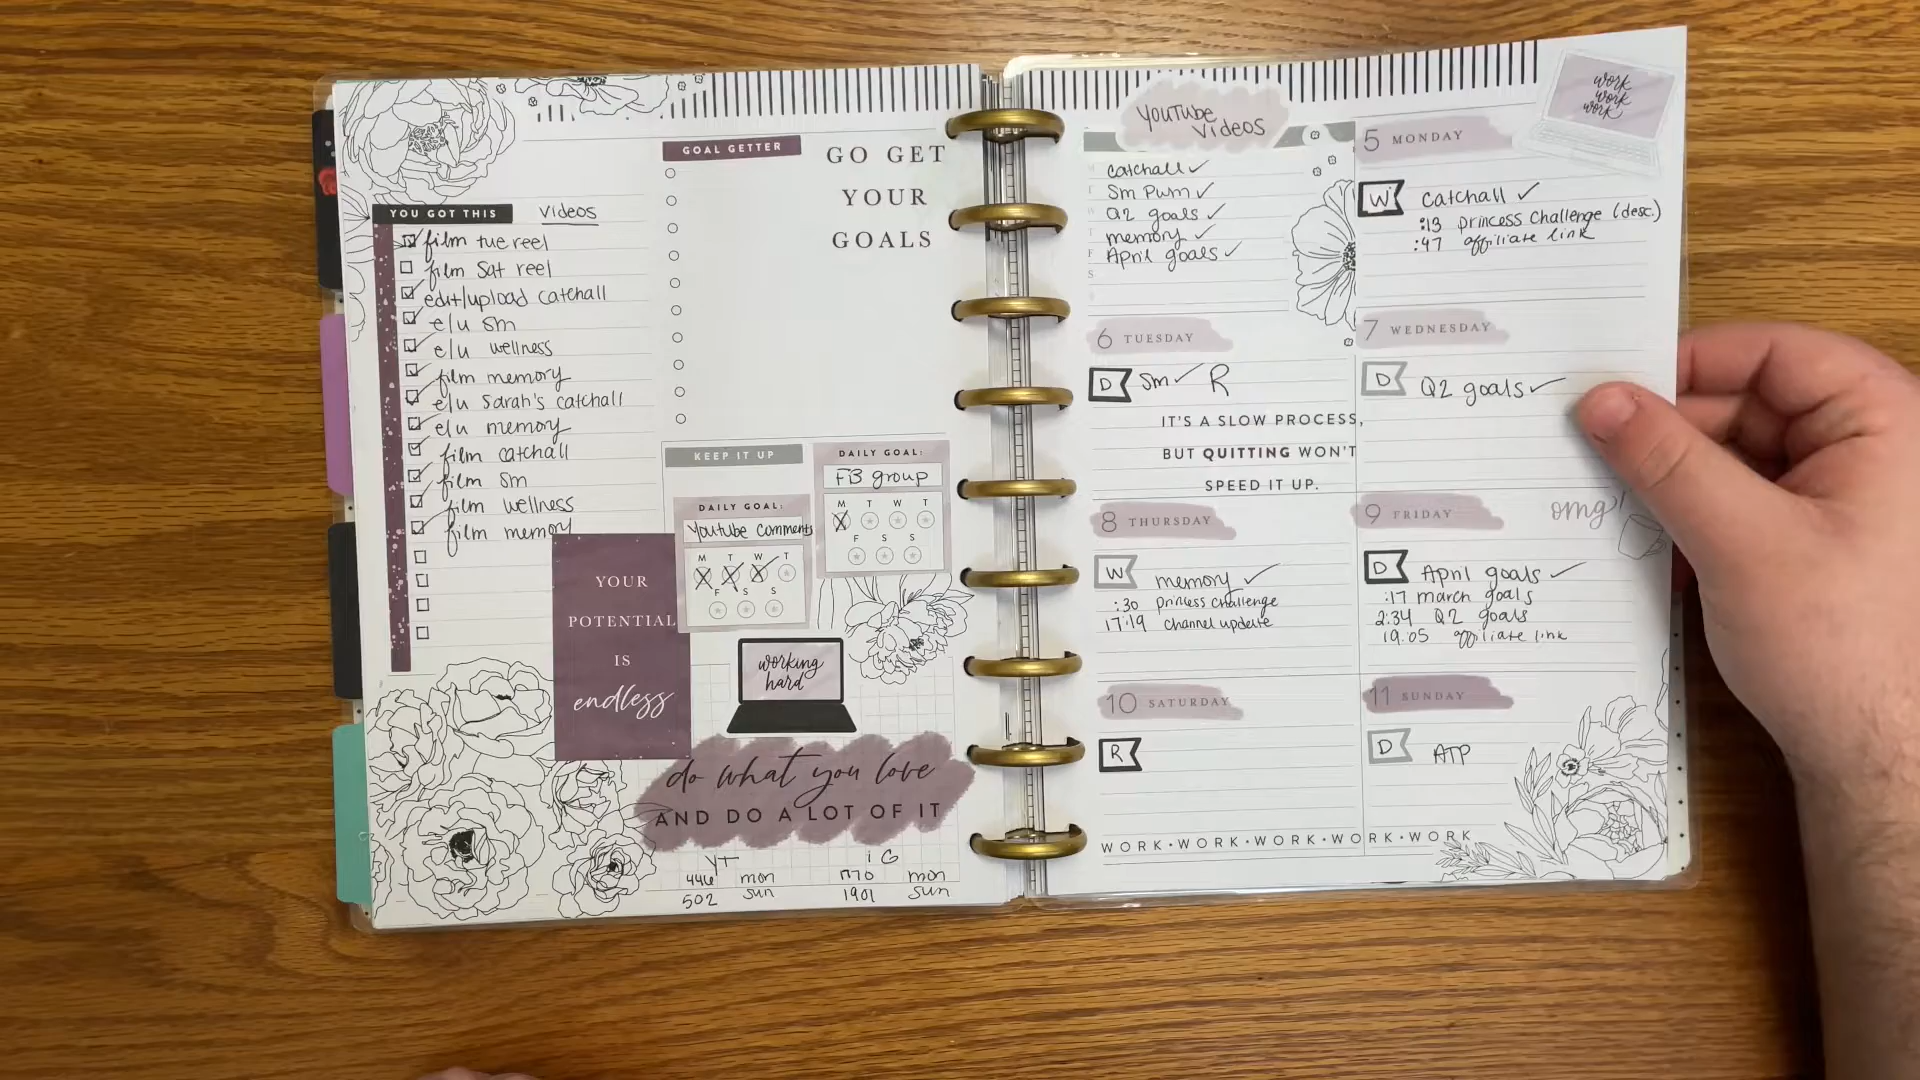 YOU GOT THIS
videos
film tue reel
film Sat reel
edit/upload catchall
e/u sm
e/u wellness
film memory
e/u Sarah's catchall
e/u memory
film catchall
film sm
film wellness
film memory
GOAL GETTER
GO GET
YOUR
GOALS
KEEP IT UP
DAILY GOAL:
FB group
M T W T
F S S
DAILY GOAL:
Youtube comments
M T W T
F S S
YOUR
POTENTIAL
IS
endless
working
hard
do what you love
AND DO A LOT OF IT
YT
446 mon
502 sun
IG
1770 mon
1901 sun
YouTube
Videos
catchall ✓
Sm Pwm ✓
Q2 goals ✓
memory ✓
April goals ✓
work
work
work
5 MONDAY
W catchall ✓
:13 princess challenge (desc.)
:47 affiliate link
6 TUESDAY
D Sm ✓ R
IT'S A SLOW PROCESS,
BUT QUITTING WON'T
SPEED IT UP.
7 WEDNESDAY
D Q2 goals ✓
8 THURSDAY
W memory ✓
:30 princess challenge
17:19 channel update
9 FRIDAY
omg!
D April goals ✓
:17 march goals
2:34 Q2 goals
19:05 affiliate link
10 SATURDAY
R
11 SUNDAY
D ATP
WORK • WORK • WORK • WORK